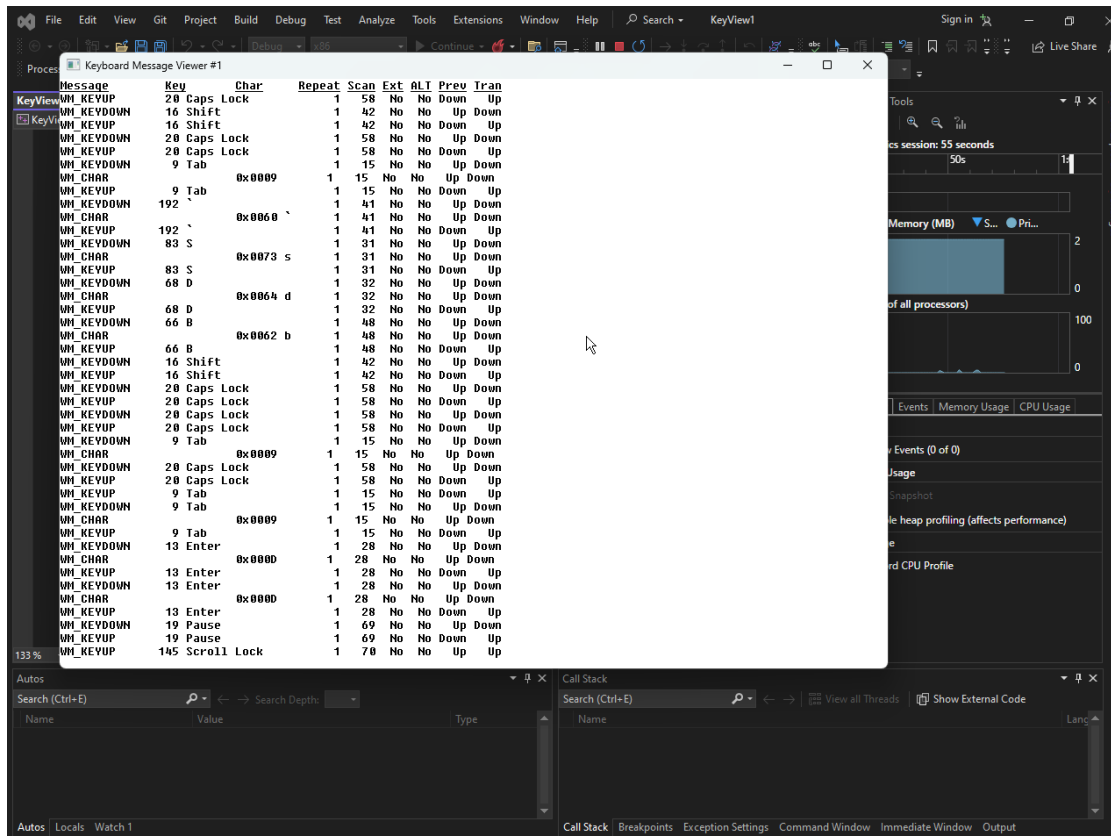 File Edit View Git Project Build Debug Test Analyze Tools Extensions Window Help Search KeyView1 Sign in
Debug x86 Continue Live Share
Proces
Keyboard Message Viewer #1
Message Key Char Repeat Scan Ext ALT Prev Tran
WM_KEYUP 20 Caps Lock 1 58 No No Down Up
WM_KEYDOWN 16 Shift 1 42 No No Up Down
WM_KEYUP 16 Shift 1 42 No No Down Up
WM_KEYDOWN 20 Caps Lock 1 58 No No Up Down
WM_KEYUP 20 Caps Lock 1 58 No No Down Up
WM_KEYDOWN 9 Tab 1 15 No No Up Down
WM_CHAR 0x0009 1 15 No No Up Down
WM_KEYUP 9 Tab 1 15 No No Down Up
WM_KEYDOWN 192 ` 1 41 No No Up Down
WM_CHAR 0x0060 ` 1 41 No No Up Down
WM_KEYUP 192 ` 1 41 No No Down Up
WM_KEYDOWN 83 S 1 31 No No Up Down
WM_CHAR 0x0073 s 1 31 No No Up Down
WM_KEYUP 83 S 1 31 No No Down Up
WM_KEYDOWN 68 D 1 32 No No Up Down
WM_CHAR 0x0064 d 1 32 No No Up Down
WM_KEYUP 68 D 1 32 No No Down Up
WM_KEYDOWN 66 B 1 48 No No Up Down
WM_CHAR 0x0062 b 1 48 No No Up Down
WM_KEYUP 66 B 1 48 No No Down Up
WM_KEYDOWN 16 Shift 1 42 No No Up Down
WM_KEYUP 16 Shift 1 42 No No Down Up
WM_KEYDOWN 20 Caps Lock 1 58 No No Up Down
WM_KEYUP 20 Caps Lock 1 58 No No Down Up
WM_KEYDOWN 20 Caps Lock 1 58 No No Up Down
WM_KEYUP 20 Caps Lock 1 58 No No Down Up
WM_KEYDOWN 9 Tab 1 15 No No Up Down
WM_CHAR 0x0009 1 15 No No Up Down
WM_KEYDOWN 20 Caps Lock 1 58 No No Up Down
WM_KEYUP 20 Caps Lock 1 58 No No Down Up
WM_KEYUP 9 Tab 1 15 No No Down Up
WM_KEYDOWN 9 Tab 1 15 No No Up Down
WM_CHAR 0x0009 1 15 No No Up Down
WM_KEYUP 9 Tab 1 15 No No Down Up
WM_KEYDOWN 13 Enter 1 28 No No Up Down
WM_CHAR 0x000D 1 28 No No Up Down
WM_KEYUP 13 Enter 1 28 No No Down Up
WM_KEYDOWN 13 Enter 1 28 No No Up Down
WM_CHAR 0x000D 1 28 No No Up Down
WM_KEYUP 13 Enter 1 28 No No Down Up
WM_KEYDOWN 19 Pause 1 69 No No Up Down
WM_KEYUP 19 Pause 1 69 No No Down Up
WM_KEYUP 145 Scroll Lock 1 70 No No Up Up
KeyView
KeyVie
133 %
Tools
cs session: 55 seconds
50s
Memory (MB) S... Pri...
2
0
of all processors)
100
0
Events Memory Usage CPU Usage
w Events (0 of 0)
Usage
Snapshot
le heap profiling (affects performance)
e
rd CPU Profile
Autos
Search (Ctrl+E) Search Depth:
Name Value Type
Autos Locals Watch 1
Call Stack
Search (Ctrl+E) View all Threads Show External Code
Name Lang
Call Stack Breakpoints Exception Settings Command Window Immediate Window Output